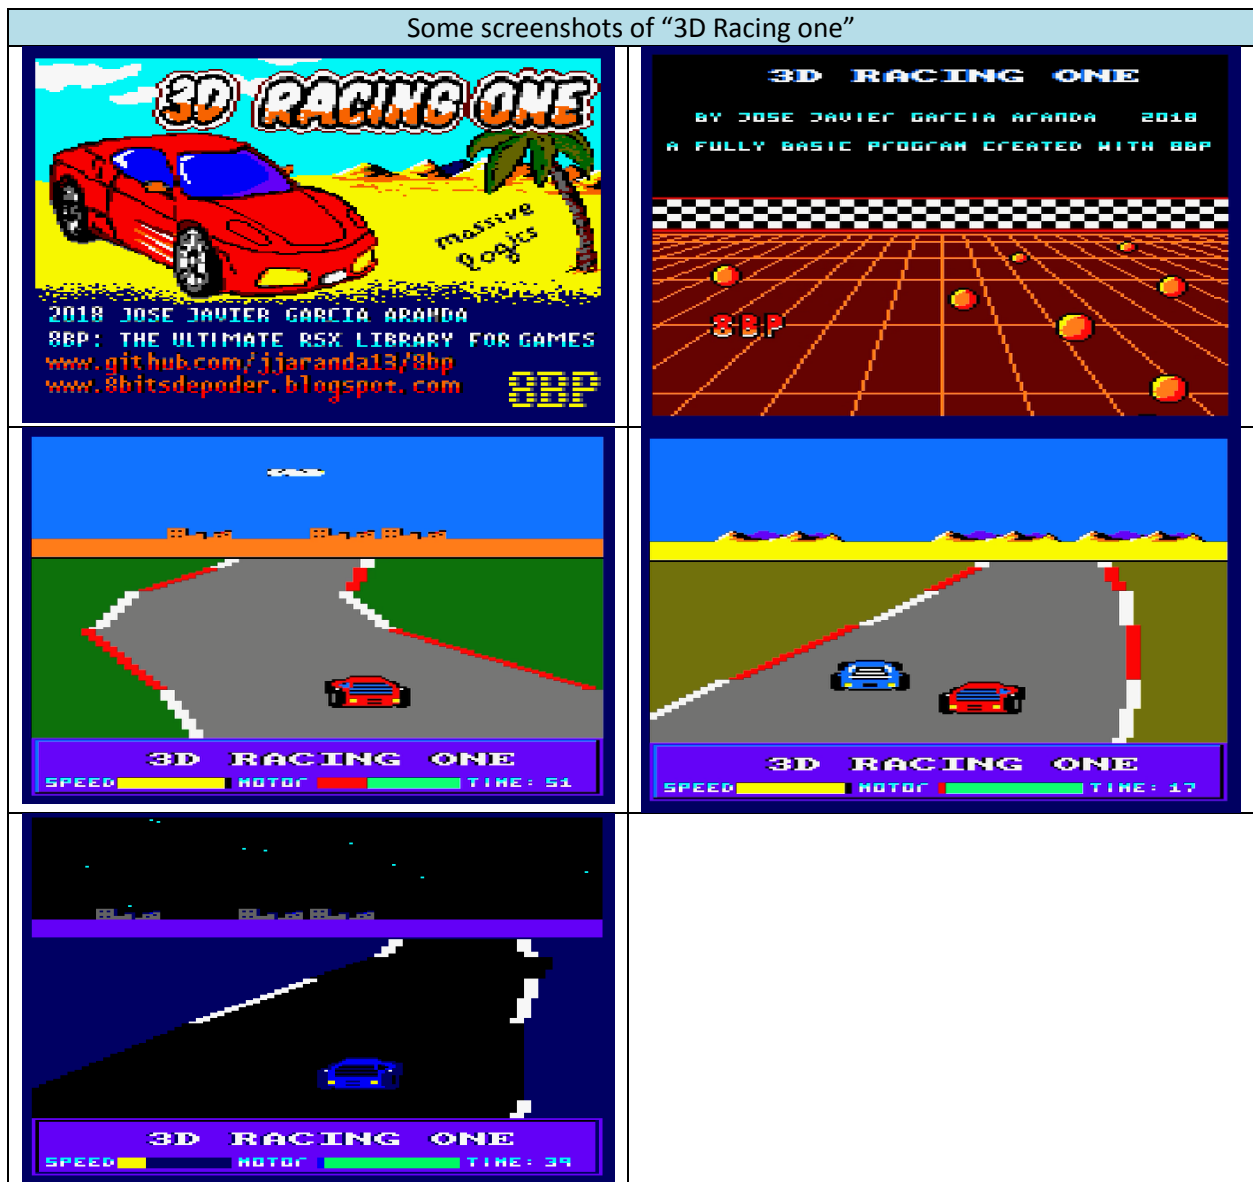 Some screenshots of “3D Racing one”
3D RACING ONE
massive
logics
2018 JOSE JAVIER GARCIA ARANDA
8BP: THE ULTIMATE RSX LIBRARY FOR GAMES
www.github.com/jjaranda13/8bp
www.8bitsdepoder.blogspot.com
8BP
3D RACING ONE
BY JOSE JAVIER GARCIA ARANDA 2018
A FULLY BASIC PROGRAM CREATED WITH 8BP
8BP
3D RACING ONE
SPEED MOTOR TIME: 51
3D RACING ONE
SPEED MOTOR TIME: 17
3D RACING ONE
SPEED MOTOR TIME: 39